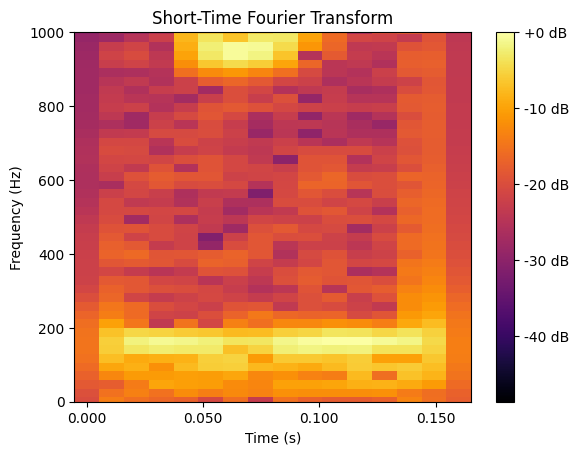 Short-Time Fourier Transform
1000
800
600
400
200
0
Frequency (Hz)
0.000
0.050
0.100
0.150
Time (s)
+0 dB
-10 dB
-20 dB
-30 dB
-40 dB